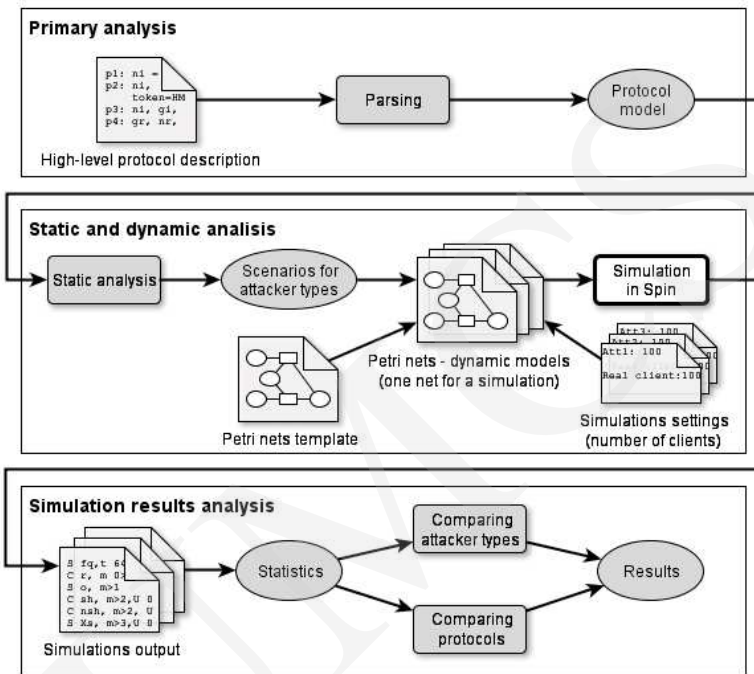 Primary analysis
p1: ni =
p2: ni,
token=HM
p3: ni, gi,
p4: gr, nr,
High-level protocol description
Parsing
Protocol
model
Static and dynamic analisis
Static analysis
Scenarios for
attacker types
Petri nets template
Petri nets - dynamic models
(one net for a simulation)
Simulation
in Spin
Att3: 100
Att1: 100
Real client:100
Simulations settings
(number of clients)
Simulation results analysis
S fq,t 64
C r, m 0>
S o, m>1
C sh, m>2,U 0
C nsh, m>2, U
S Xs, m>3,U 0
Simulations output
Statistics
Comparing
attacker types
Comparing
protocols
Results